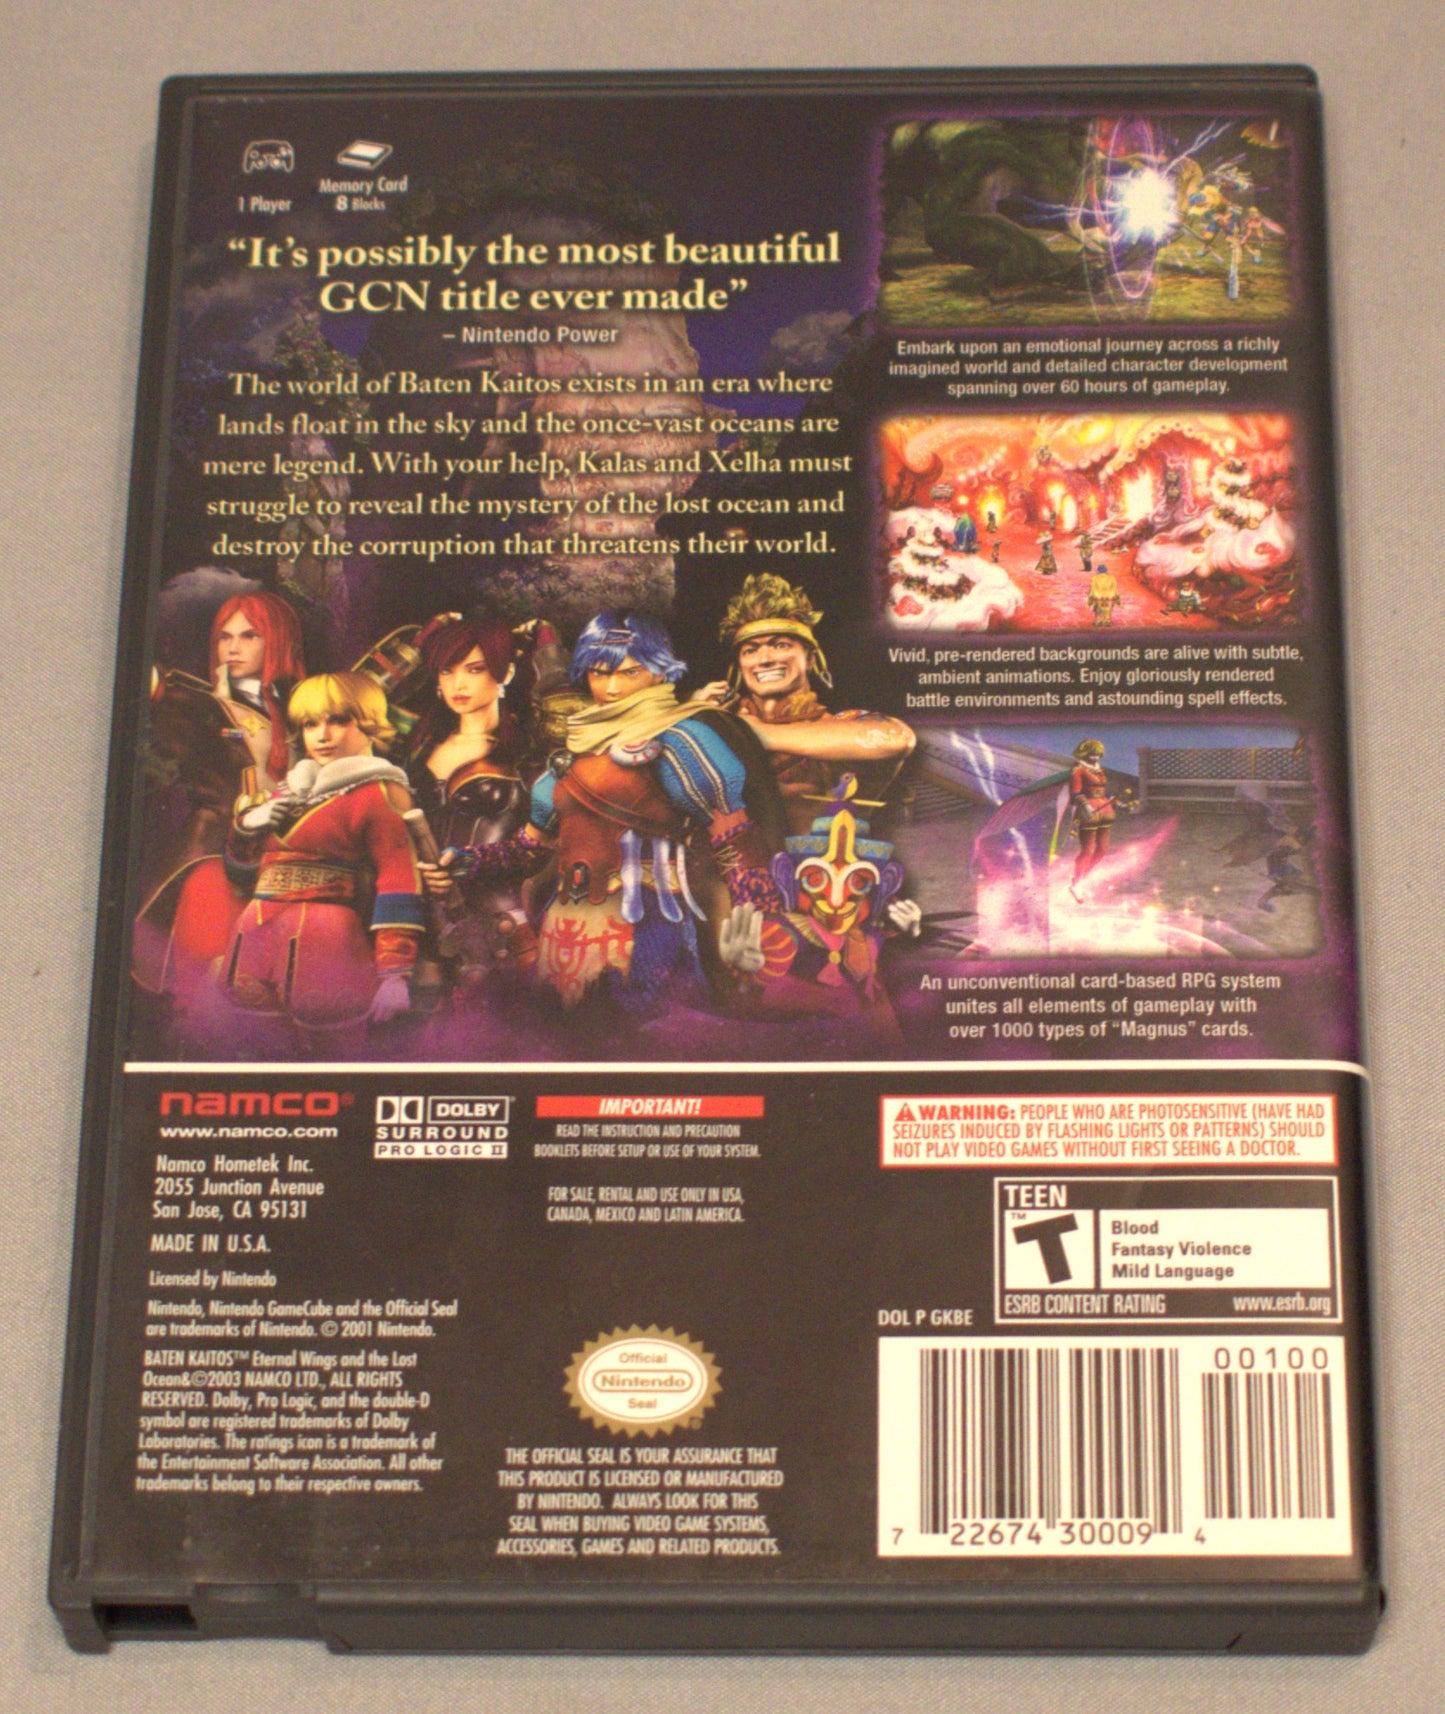 1 Player
Memory Card
8 Blocks
“It's possibly the most beautiful
GCN title ever made”
– Nintendo Power
The world of Baten Kaitos exists in an era where
lands float in the sky and the once-vast oceans are
mere legend. With your help, Kalas and Xelha must
struggle to reveal the mystery of the lost ocean and
destroy the corruption that threatens their world.
Embark upon an emotional journey across a richly
imagined world and detailed character development
spanning over 60 hours of gameplay.
Vivid, pre-rendered backgrounds are alive with subtle,
ambient animations. Enjoy gloriously rendered
battle environments and astounding spell effects.
An unconventional card-based RPG system
unites all elements of gameplay with
over 1000 types of “Magnus” cards.
namco®
www.namco.com
Namco Hometek Inc.
2055 Junction Avenue
San Jose, CA 95131
MADE IN U.S.A.
Licensed by Nintendo
Nintendo, Nintendo GameCube and the Official Seal
are trademarks of Nintendo. © 2001 Nintendo.
BATEN KAITOS™ Eternal Wings and the Lost
Ocean&©2003 NAMCO LTD., ALL RIGHTS
RESERVED. Dolby, Pro Logic, and the double-D
symbol are registered trademarks of Dolby
Laboratories. The ratings icon is a trademark of
the Entertainment Software Association. All other
trademarks belong to their respective owners.
DOLBY®
SURROUND
PRO LOGIC II
IMPORTANT!
READ THE INSTRUCTION AND PRECAUTION
BOOKLETS BEFORE SETUP OR USE OF YOUR SYSTEM.
FOR SALE, RENTAL AND USE ONLY IN USA,
CANADA, MEXICO AND LATIN AMERICA.
Official
Nintendo
Seal
®
THE OFFICIAL SEAL IS YOUR ASSURANCE THAT
THIS PRODUCT IS LICENSED OR MANUFACTURED
BY NINTENDO. ALWAYS LOOK FOR THIS
SEAL WHEN BUYING VIDEO GAME SYSTEMS,
ACCESSORIES, GAMES AND RELATED PRODUCTS.
WARNING: PEOPLE WHO ARE PHOTOSENSITIVE (HAVE HAD
SEIZURES INDUCED BY FLASHING LIGHTS OR PATTERNS) SHOULD
NOT PLAY VIDEO GAMES WITHOUT FIRST SEEING A DOCTOR.
TEEN
™
T
Blood
Fantasy Violence
Mild Language
ESRB CONTENT RATING www.esrb.org
DOL P GKBE
00100
7 22674 30009 4